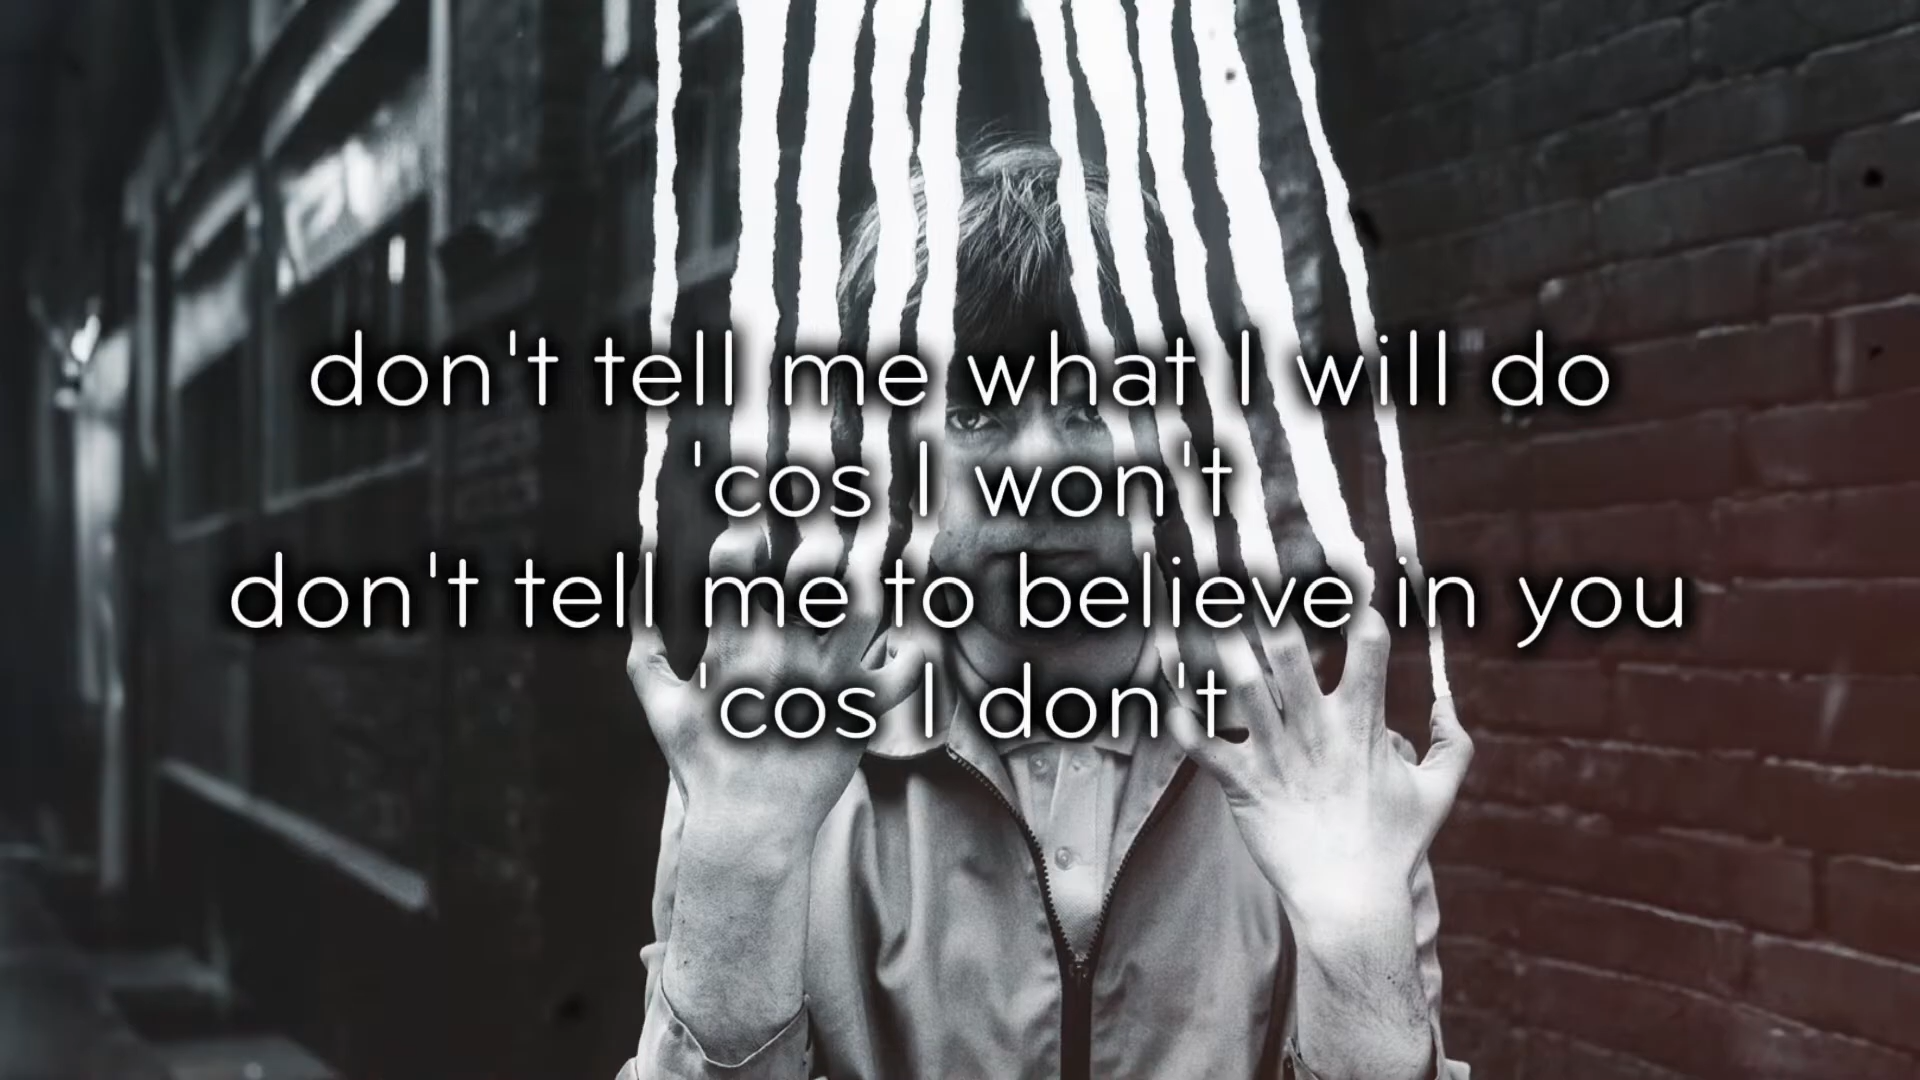 don't tell me what I will do
'cos I won't
don't tell me to believe in you
'cos I don't